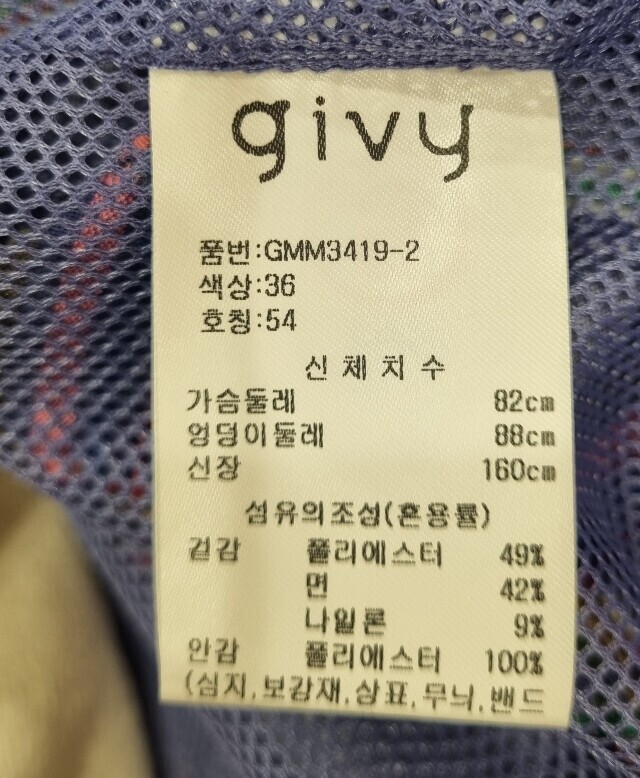 givy
품번:GMM3419-2
색상:36
호칭:54
신 체 치 수
가슴둘레 82cm
엉덩이둘레 88cm
신장 160cm
섬유의조성(혼용률)
겉감 폴리에스터 49%
면 42%
나일론 9%
안감 폴리에스터 100%
(심지,보강재,상표,무늬,밴드